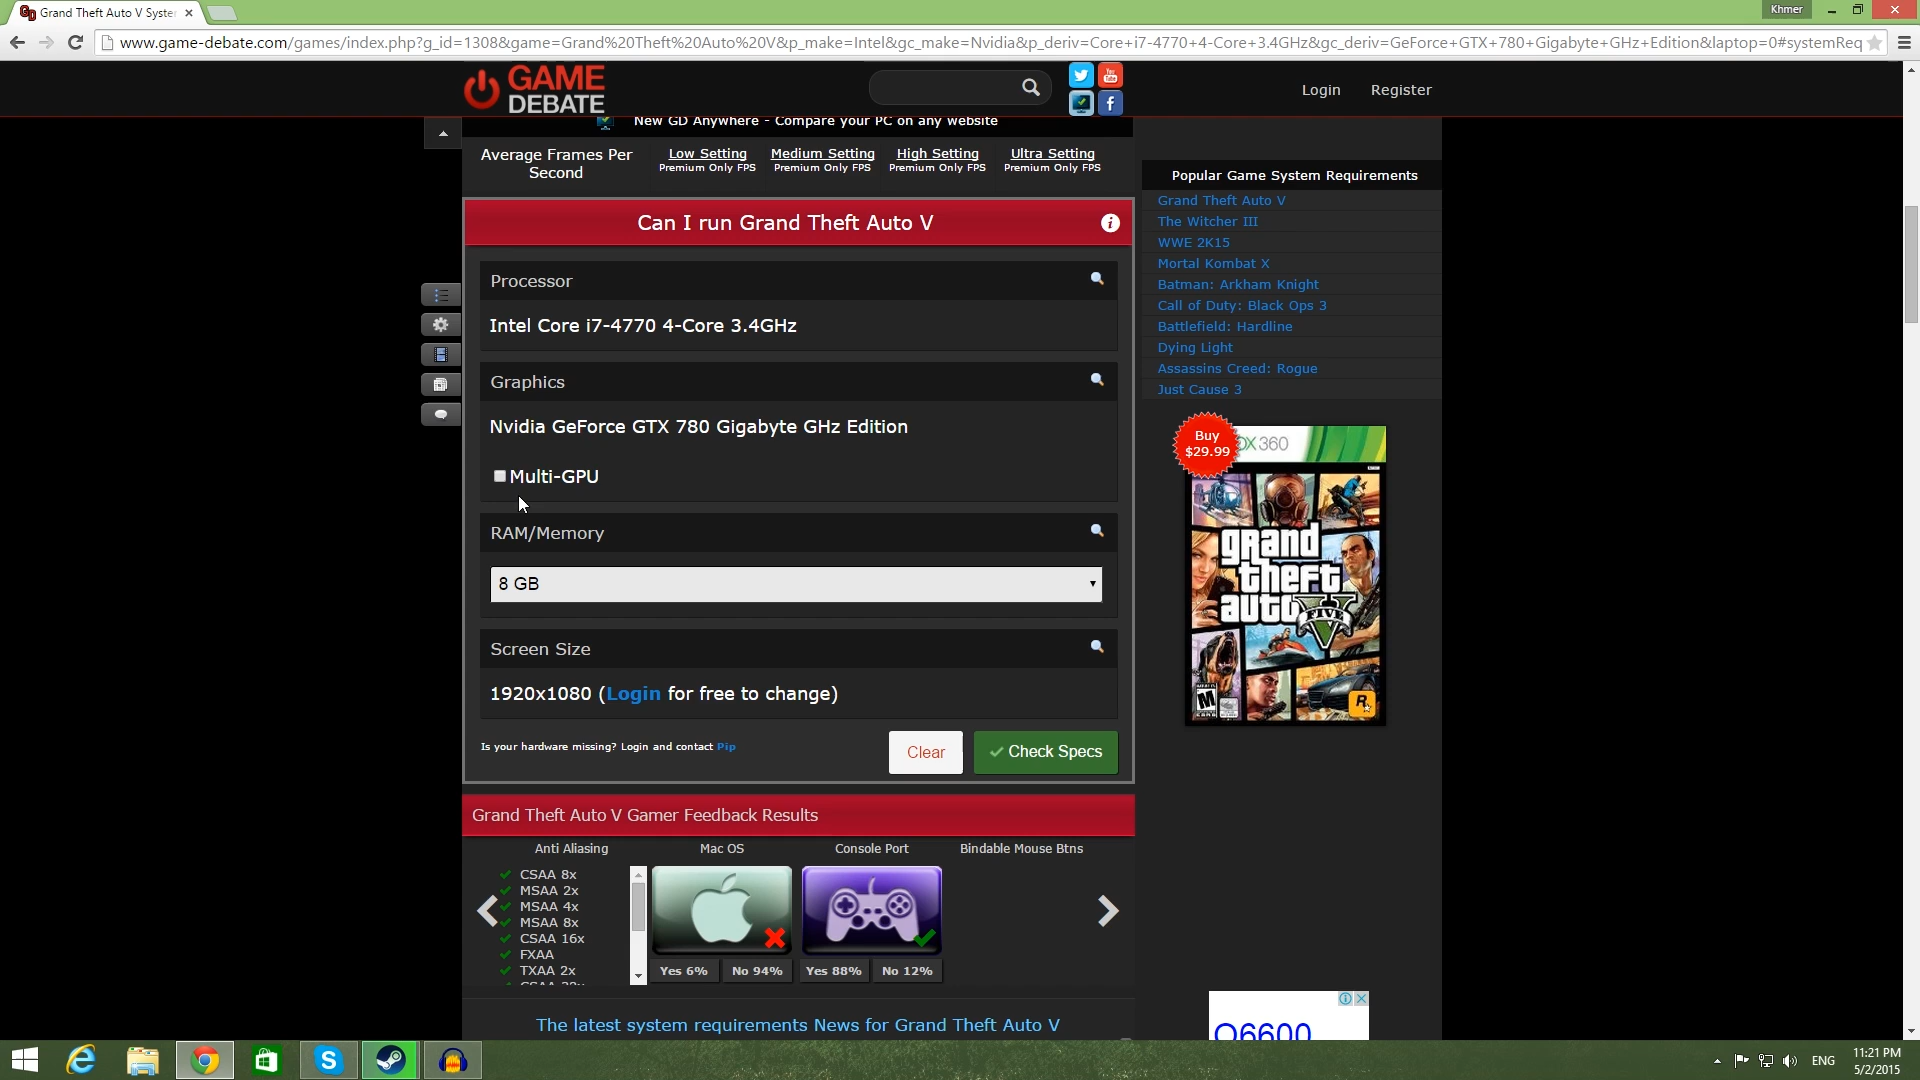 Grand Theft Auto V Syste
Khmer
www.game-debate.com/games/index.php?g_id=1308&game=Grand%20Theft%20Auto%20V&p_make=Intel&gc_make=Nvidia&p_deriv=Core+i7-4770+4-Core+3.4GHz&gc_deriv=GeForce+GTX+780+Gigabyte+GHz+Edition&laptop=0#systemReq
GAME
DEBATE
You
Login
Register
New GD Anywhere - Compare your PC on any website
Average Frames Per
Second
Low Setting
Premium Only FPS
Medium Setting
Premium Only FPS
High Setting
Premium Only FPS
Ultra Setting
Premium Only FPS
Can I run Grand Theft Auto V
Processor
Intel Core i7-4770 4-Core 3.4GHz
Graphics
Nvidia GeForce GTX 780 Gigabyte GHz Edition
Multi-GPU
RAM/Memory
8 GB
Screen Size
1920x1080 (Login for free to change)
Is your hardware missing? Login and contact Pip
Clear
Check Specs
Popular Game System Requirements
Grand Theft Auto V
The Witcher III
WWE 2K15
Mortal Kombat X
Batman: Arkham Knight
Call of Duty: Black Ops 3
Battlefield: Hardline
Dying Light
Assassins Creed: Rogue
Just Cause 3
Buy
$29.99
OX360
grand
theft
auto
FIVE
M
R
Grand Theft Auto V Gamer Feedback Results
Anti Aliasing
CSAA 8x
MSAA 2x
MSAA 4x
MSAA 8x
CSAA 16x
FXAA
TXAA 2x
Mac OS
Yes 6%
No 94%
Console Port
Yes 88%
No 12%
Bindable Mouse Btns
The latest system requirements News for Grand Theft Auto V
Q6600
ENG
11:21 PM
5/2/2015